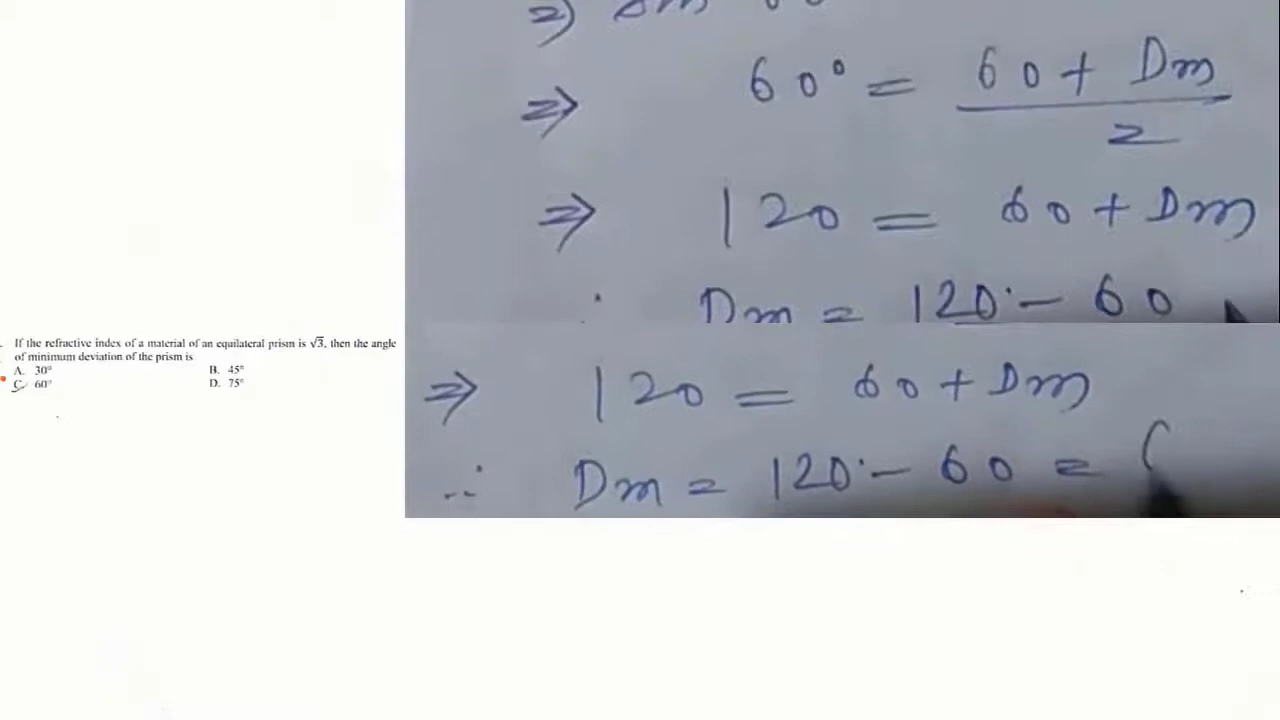 If the refractive index of a material of an equilateral prism is √3, then the angle
of minimum deviation of the prism is
A. 30°
B. 45°
C. 60°
D. 75°
⇒
⇒ 60° = 60 + Dm / 2
⇒ 120 = 60 + Dm
∴ Dm = 120 - 60
⇒ 120 = 60 + Dm
∴ Dm = 120 - 60 =